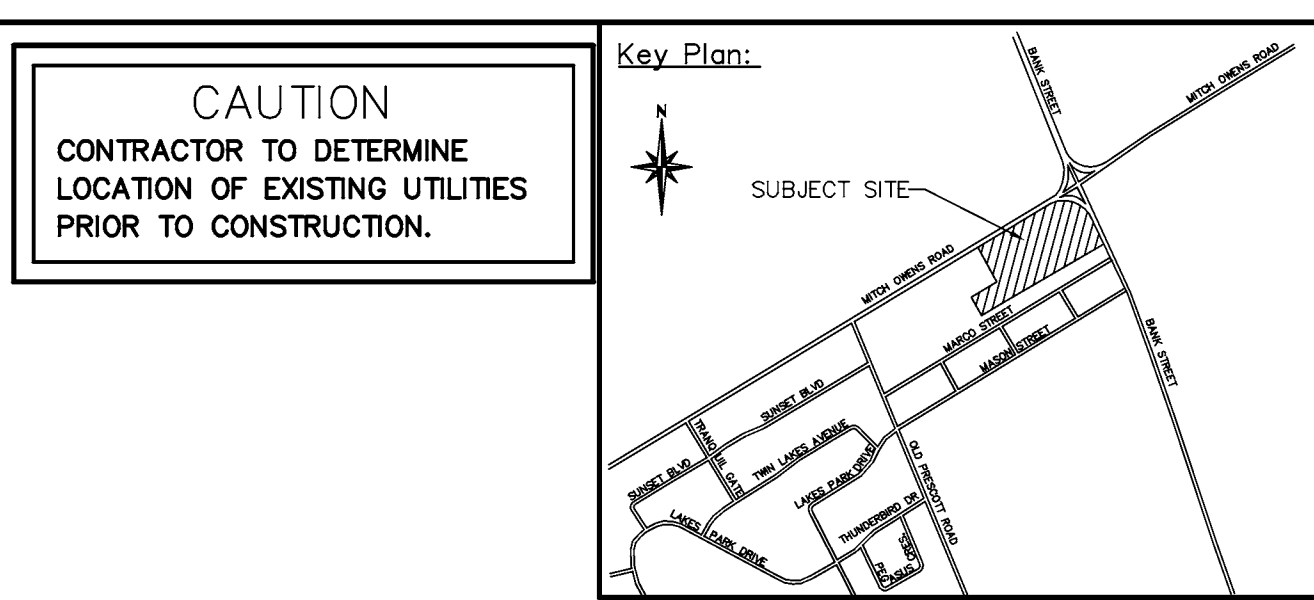 CAUTION
CONTRACTOR TO DETERMINE
LOCATION OF EXISTING UTILITIES
PRIOR TO CONSTRUCTION.
Key Plan:
N
BANK STREET
MITCH OWENS ROAD
SUBJECT SITE
MITCH OWENS ROAD
MARCO STREET
MASON STREET
BANK STREET
SUNSET BLVD
TRANQUIL GATE
TWIN LAKES AVENUE
SUNSET BLVD
LAKES PARK DRIVE
OLD PRESCOTT ROAD
LAKES PARK DRIVE
THUNDERBIRD DR
PEGASUS CRES.